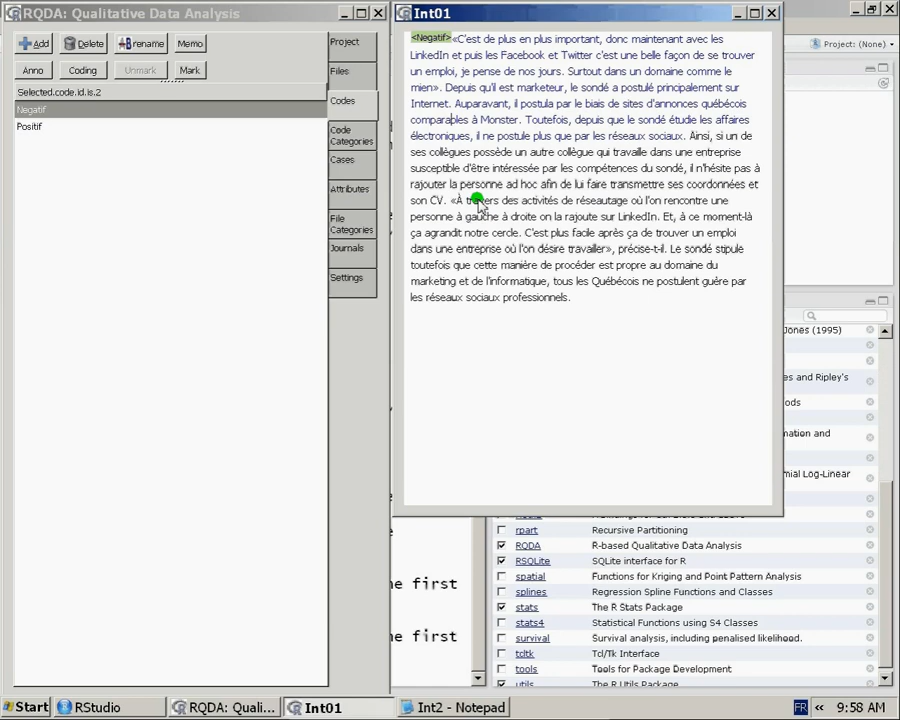 RQDA: Qualitative Data Analysis
Add
Delete
rename
Memo
Anno
Coding
Unmark
Mark
Selected.code.id.is.2
Negatif
Positif
Project
Files
Codes
Code
Categories
Cases
Attributes
File
Categories
Journals
Settings
Int01
<Negatif>«C'est de plus en plus important, donc maintenant avec les
LinkedIn et puis les Facebook et Twitter c'est une belle façon de se trouver
un emploi, je pense de nos jours. Surtout dans un domaine comme le
mien». Depuis qu'il est marketeur, le sondé a postulé principalement sur
Internet. Auparavant, il postula par le biais de sites d'annonces québécois
comparables à Monster. Toutefois, depuis que le sondé étudie les affaires
électroniques, il ne postule plus que par les réseaux sociaux. Ainsi, si un de
ses collègues possède un autre collègue qui travaille dans une entreprise
susceptible d'être intéressée par les compétences du sondé, il n'hésite pas à
rajouter la personne ad hoc afin de lui faire transmettre ses coordonnées et
son CV. «À travers des activités de réseautage où l'on rencontre une
personne à gauche à droite on la rajoute sur LinkedIn. Et, à ce moment-là
ça agrandit notre cercle. C'est plus facile après ça de trouver un emploi
dans une entreprise où l'on désire travailler», précise-t-il. Le sondé stipule
toutefois que cette manière de procéder est propre au domaine du
marketing et de l'informatique, tous les Québécois ne postulent guère par
les réseaux sociaux professionnels.
Project: (None)
Jones (1995)
es and Ripley's
ods
mation and
mial Log-Linear
rpart Recursive Partitioning
RQDA R-based Qualitative Data Analysis
RSQLite SQLite interface for R
spatial Functions for Kriging and Point Pattern Analysis
splines Regression Spline Functions and Classes
stats The R Stats Package
stats4 Statistical Functions using S4 Classes
survival Survival analysis, including penalised likelihood.
tcltk Tcl/Tk Interface
tools Tools for Package Development
utils The R Utils Package
ne first
ne first
Start
RStudio
RQDA: Quali...
Int01
Int2 - Notepad
FR
«
9:58 AM